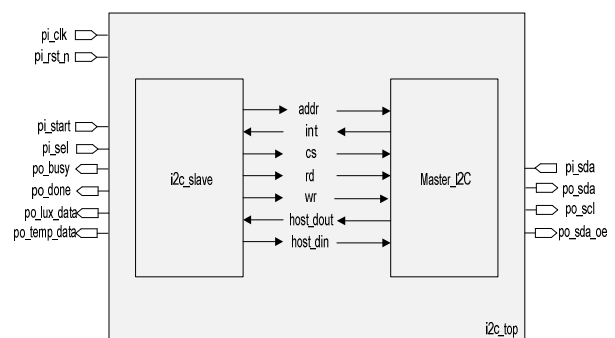 pi_clk
pi_rst_n
pi_start
pi_sel
po_busy
po_done
po_lux_data
po_temp_data
i2c_slave
addr
int
cs
rd
wr
host_dout
host_din
Master_I2C
pi_sda
po_sda
po_scl
po_sda_oe
i2c_top